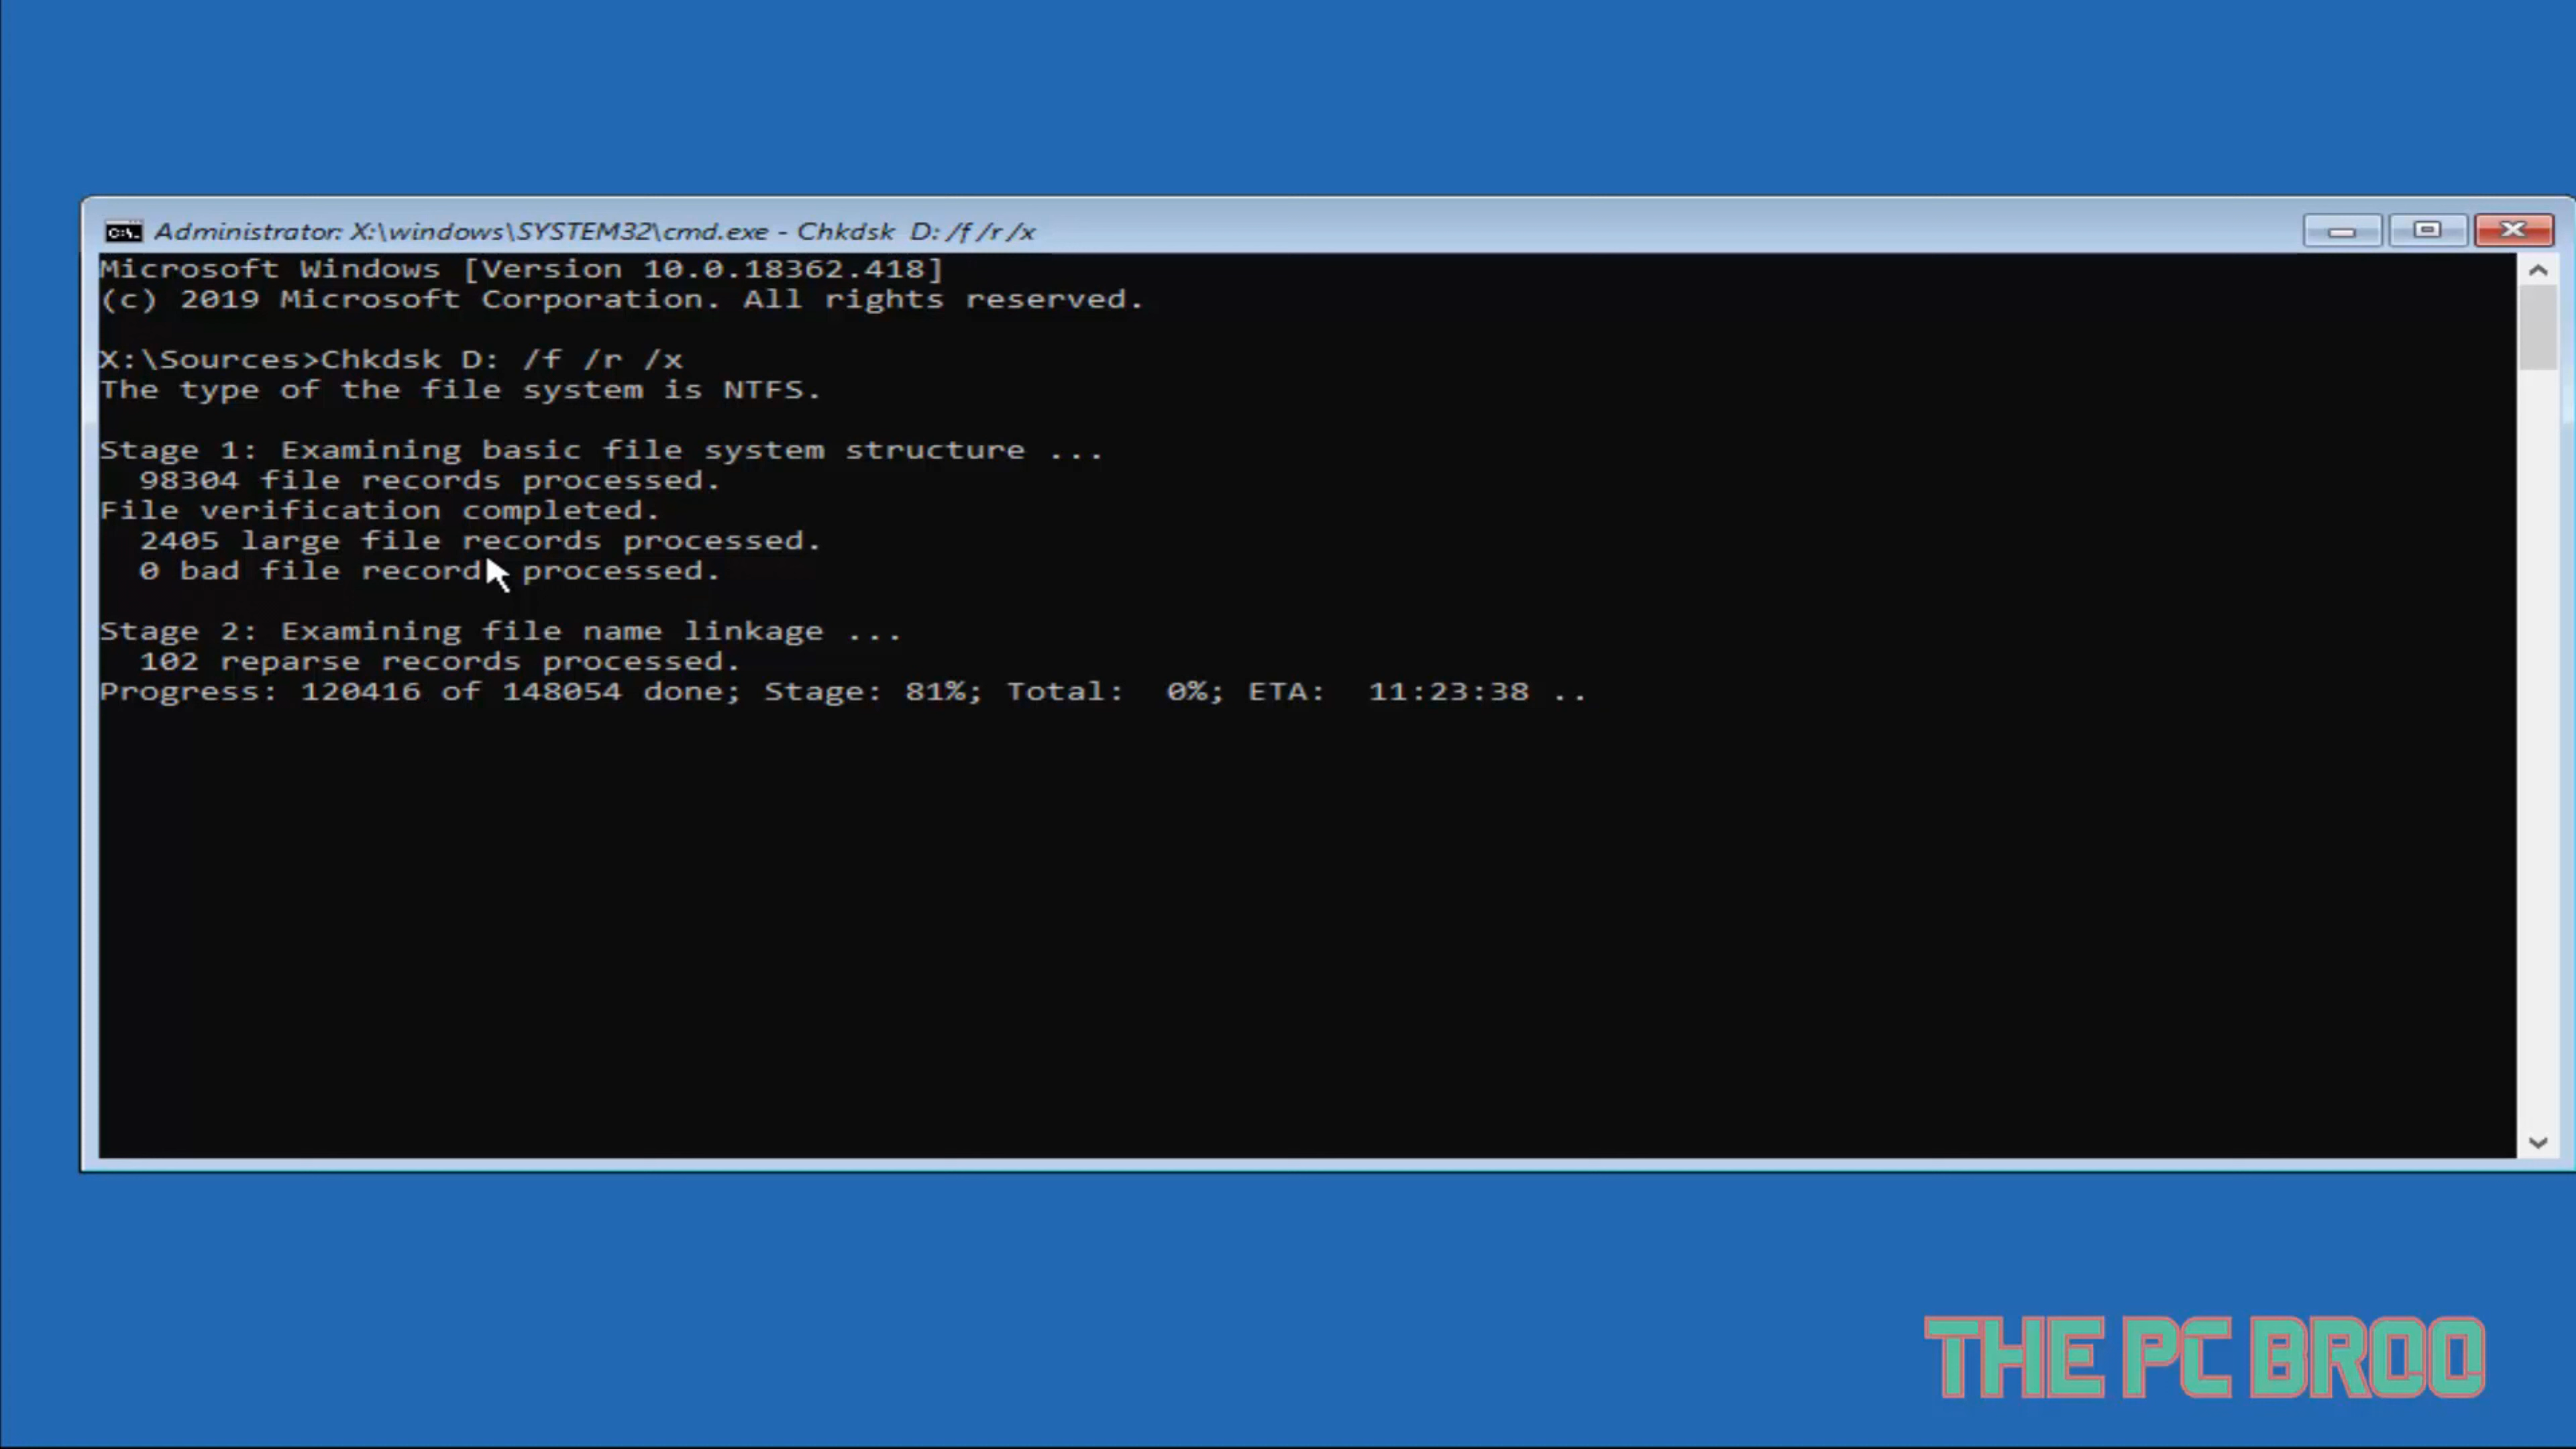 Administrator: X:\windows\SYSTEM32\cmd.exe - Chkdsk  D: /f /r /x
Microsoft Windows [Version 10.0.18362.418]
(c) 2019 Microsoft Corporation. All rights reserved.
X:\Sources>Chkdsk D: /f /r /x
The type of the file system is NTFS.
Stage 1: Examining basic file system structure ...
  98304 file records processed.
File verification completed.
  2405 large file records processed.
  0 bad file records processed.
Stage 2: Examining file name linkage ...
  102 reparse records processed.
Progress: 120416 of 148054 done; Stage: 81%; Total:  0%; ETA:  11:23:38 ..
THE PC BROO